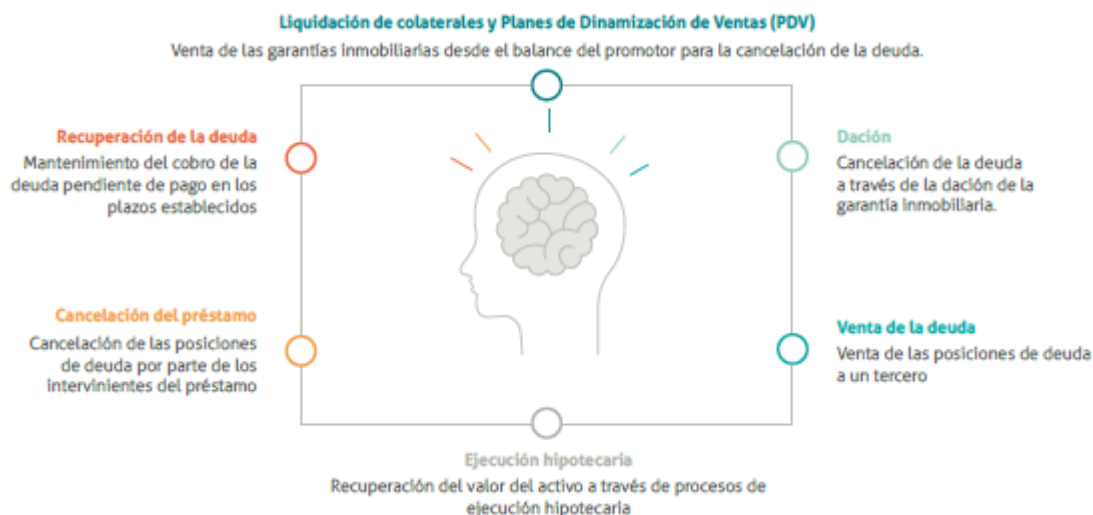 Liquidación de colaterales y Planes de Dinamización de Ventas (PDV)
Venta de las garantías inmobiliarias desde el balance del promotor para la cancelación de la deuda.
Recuperación de la deuda
Mantenimiento del cobro de la
deuda pendiente de pago en los
plazos establecidos
Dación
Cancelación de la deuda
a través de la dación de la
garantía inmobiliaria.
Cancelación del préstamo
Cancelación de las posiciones
de deuda por parte de los
intervinientes del préstamo
Venta de la deuda
Venta de las posiciones de deuda
a un tercero
Ejecución hipotecaria
Recuperación del valor del activo a través de procesos de
ejecución hipotecaria